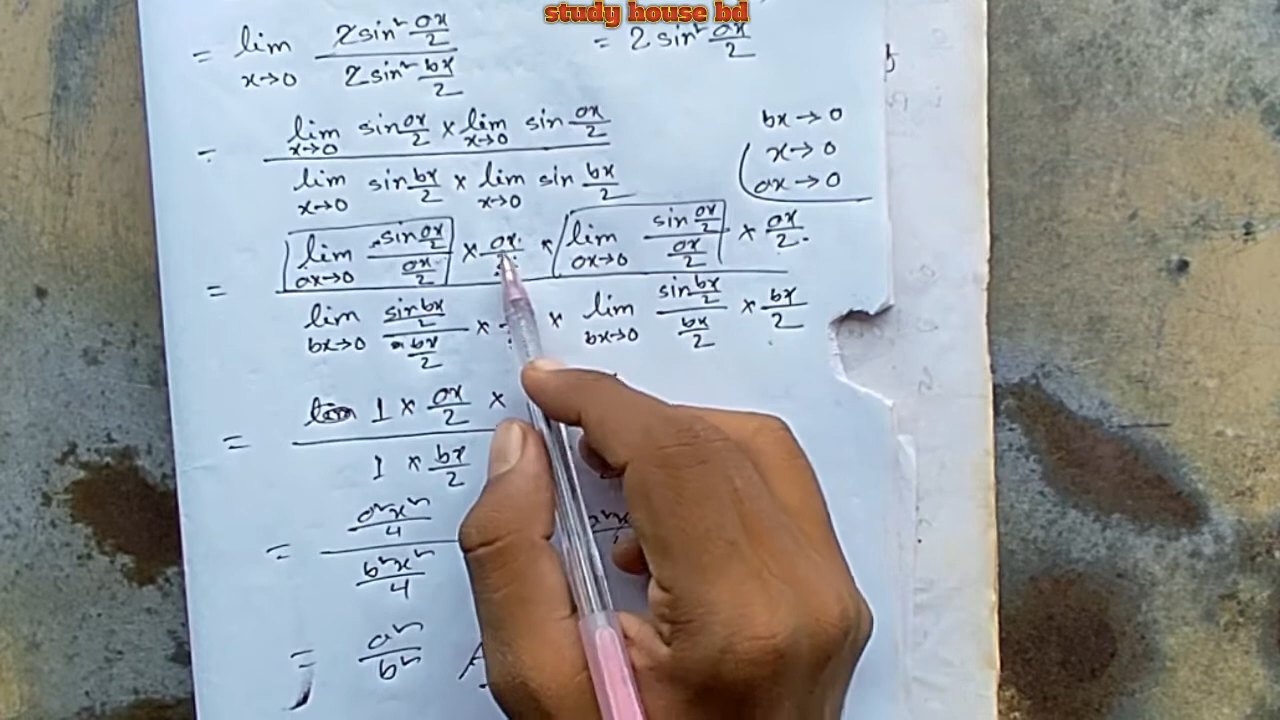 study house bd
= lim x→0 2sin² ax/2 / 2sin² bx/2 = 2 sin² ax/2
= lim x→0 sin ax/2 × lim x→0 sin ax/2 / lim x→0 sin bx/2 × lim x→0 sin bx/2
bx → 0
x → 0
ax → 0
= lim ax→0 sin ax/2 / ax/2 × ax × lim ax→0 sin ax/2 / ax/2 × ax/2 / lim bx→0 sin bx/2 / bx/2 × × lim bx→0 sin bx/2 / bx/2 × bx/2
= 1 × ax/2 × / 1 × bx/2
= a²x²/4 / b²x²/4 a²x
= a²/b²